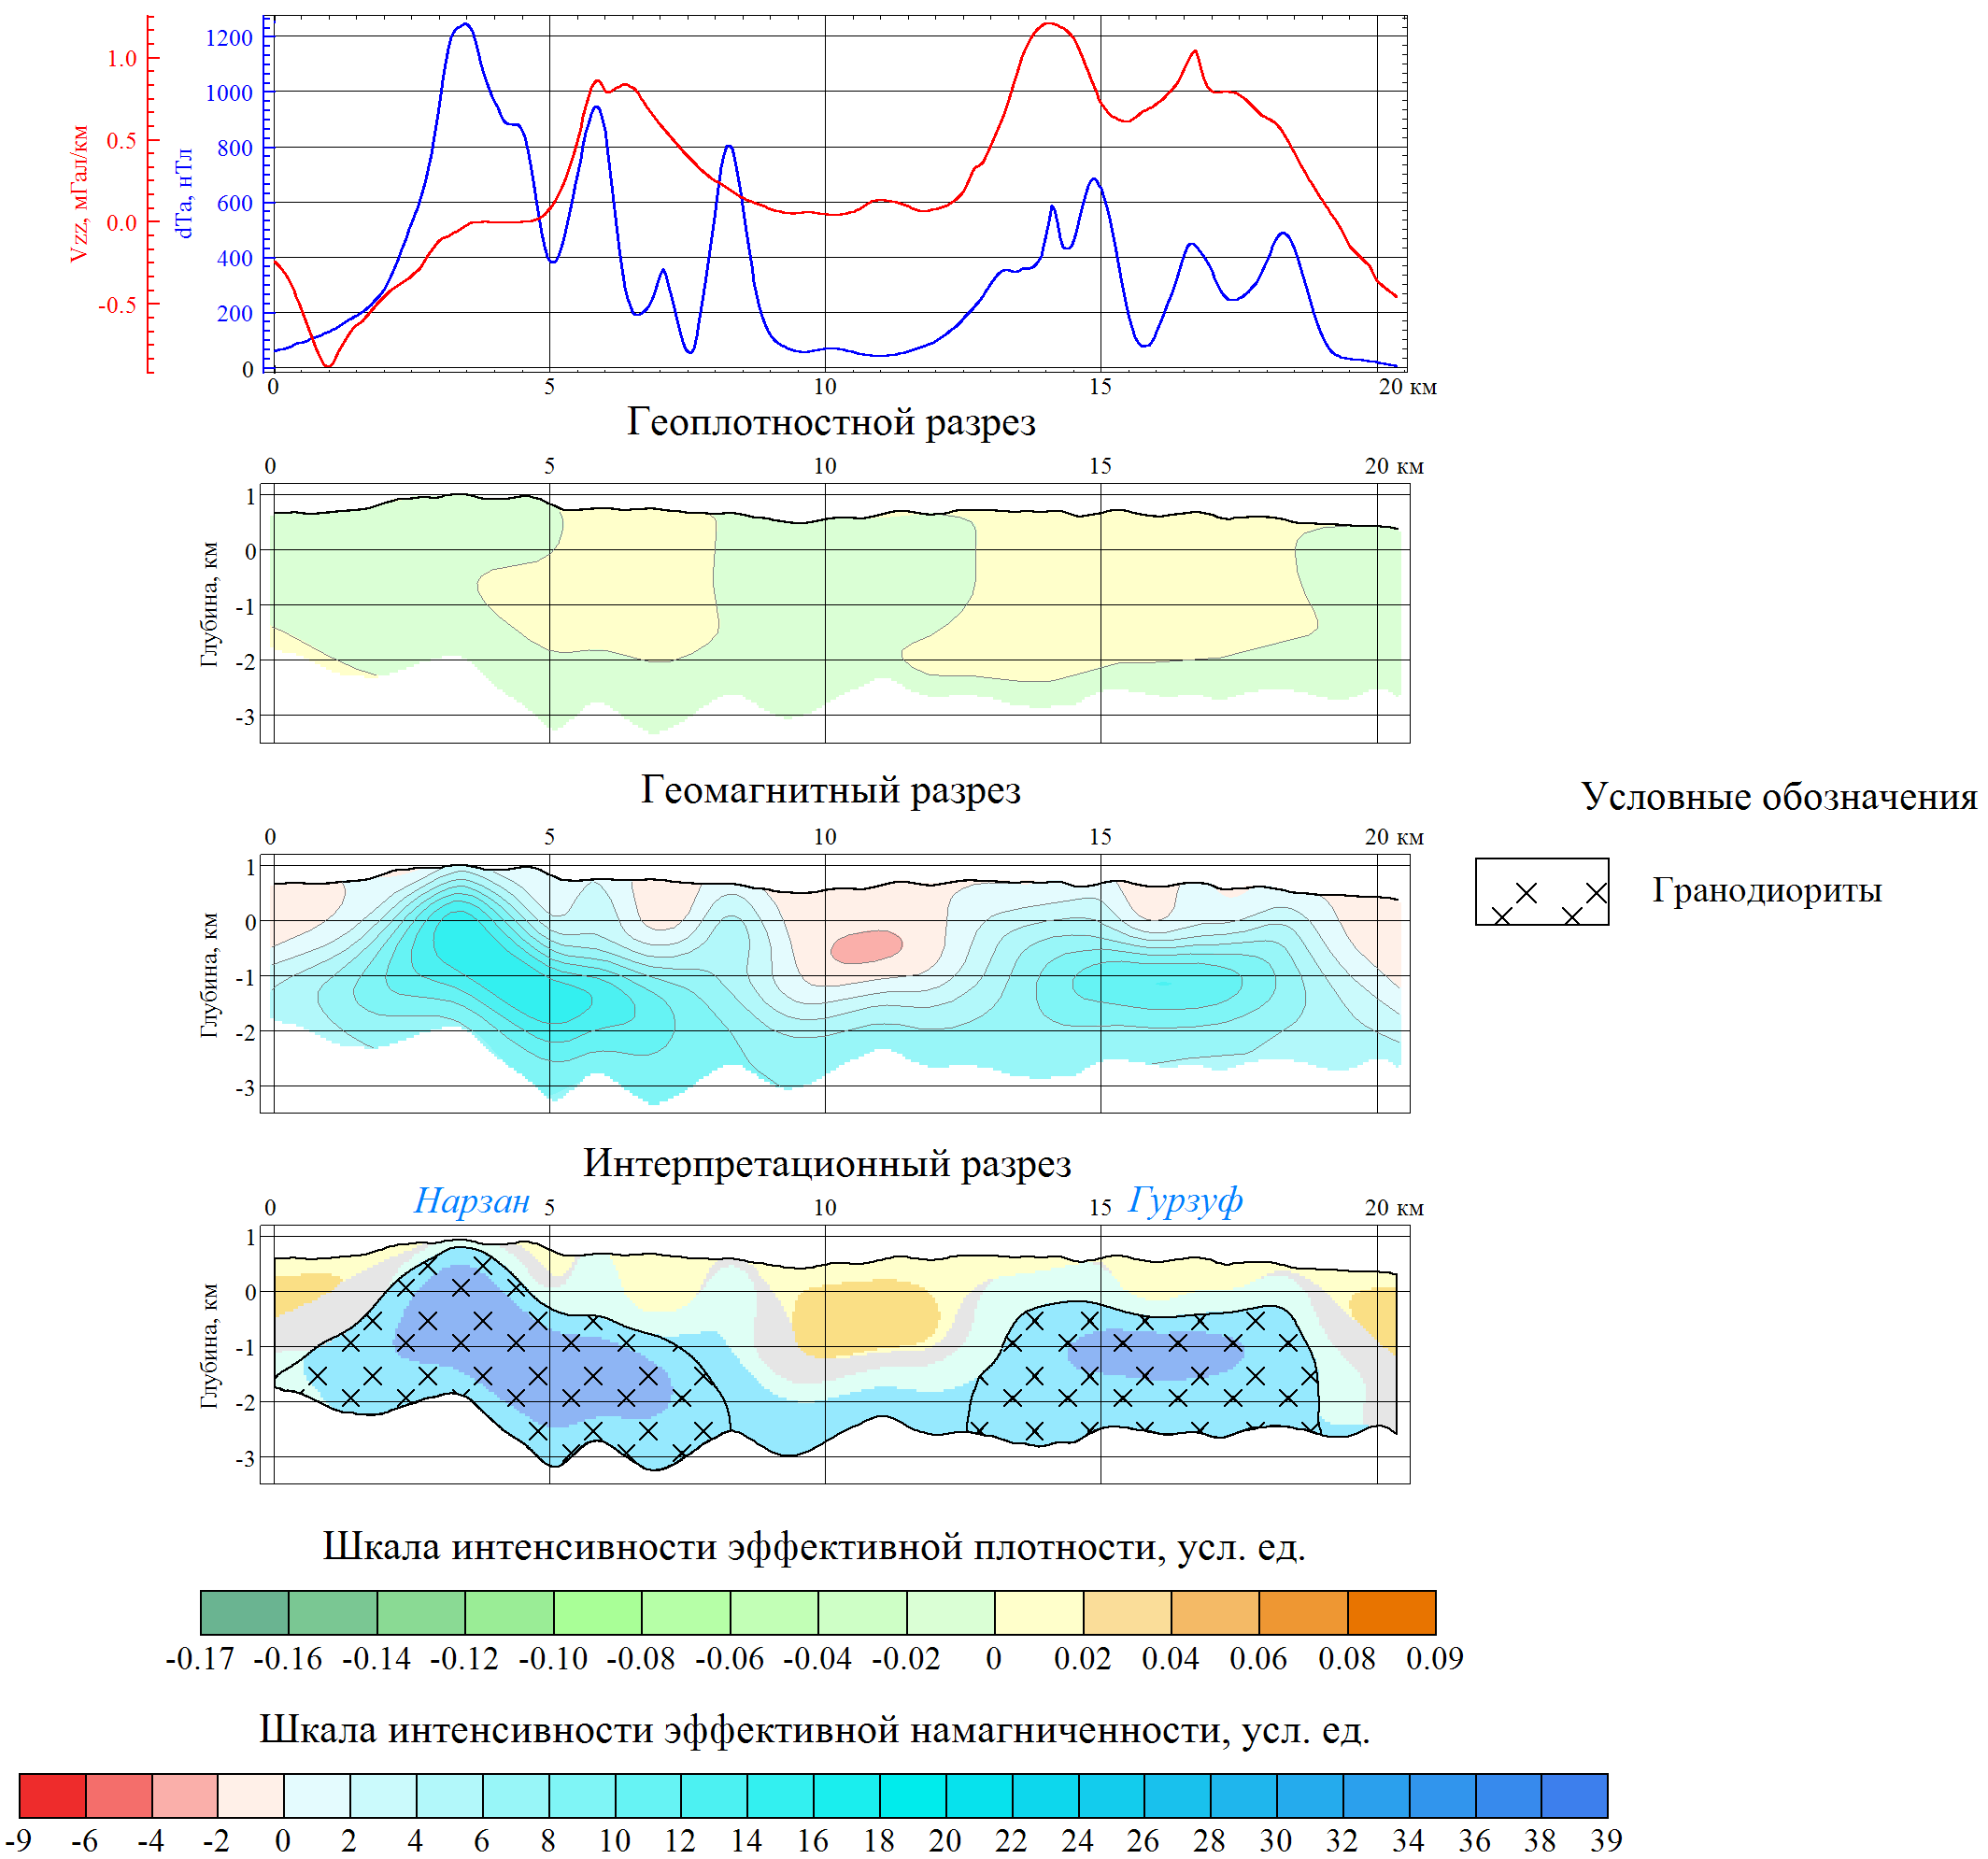 Vzz, мГал/км
1.0
0.5
0.0
-0.5
dTa, нТл
1200
1000
800
600
400
200
0
0 5 10 15 20 км
Геоплотностной разрез
0 5 10 15 20 км
Глубина, км
1
0
-1
-2
-3
Геомагнитный разрез
0 5 10 15 20 км
Глубина, км
1
0
-1
-2
-3
Условные обозначения
Гранодиориты
Интерпретационный разрез
Нарзан Гурзуф
0 5 10 15 20 км
Глубина, км
1
0
-1
-2
-3
Шкала интенсивности эффективной плотности, усл. ед.
-0.17 -0.16 -0.14 -0.12 -0.10 -0.08 -0.06 -0.04 -0.02 0 0.02 0.04 0.06 0.08 0.09
Шкала интенсивности эффективной намагниченности, усл. ед.
-9 -6 -4 -2 0 2 4 6 8 10 12 14 16 18 20 22 24 26 28 30 32 34 36 38 39